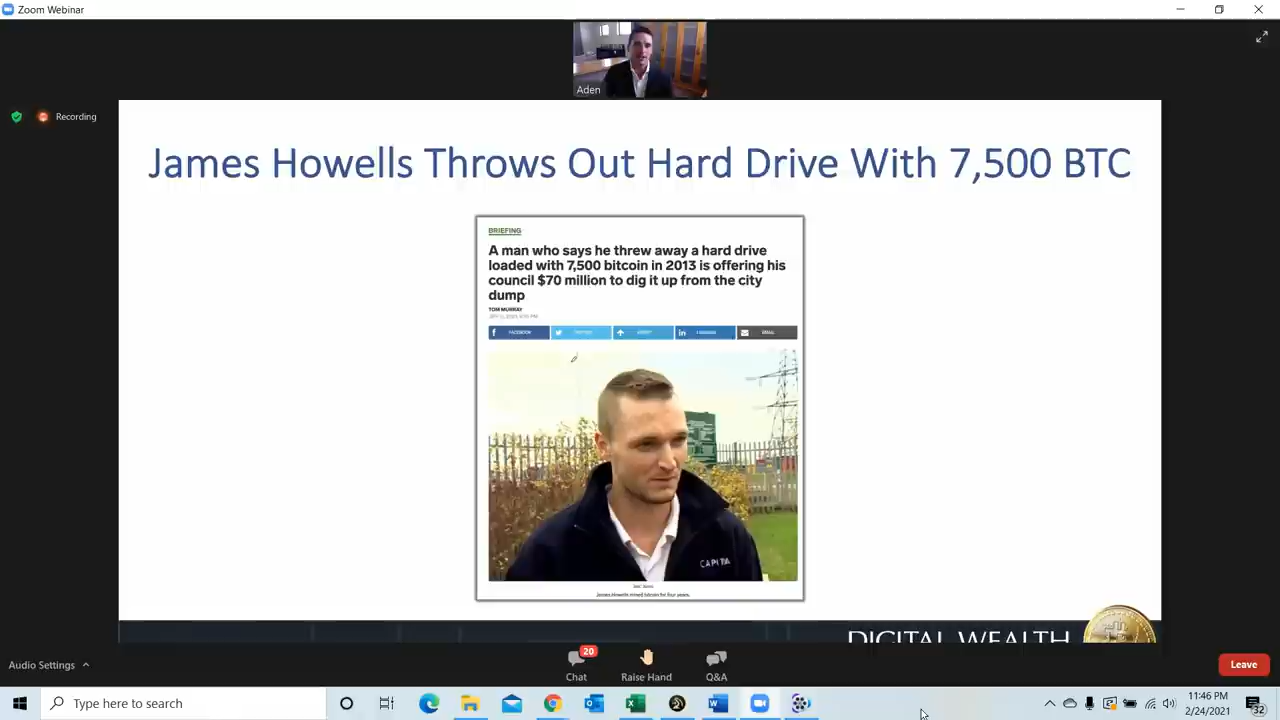 Zoom Webinar
Aden
Recording
James Howells Throws Out Hard Drive With 7,500 BTC
BRIEFING
A man who says he threw away a hard drive
loaded with 7,500 bitcoin in 2013 is offering his
council $70 million to dig it up from the city
dump
TOM MURRAY
FACEBOOK
EMAIL
CAPITA
James Howells mined bitcoin for four years.
DIGITAL WEALTH
Audio Settings
Chat
20
Raise Hand
Q&A
Leave
Type here to search
11:46 PM
2/24/2021
32